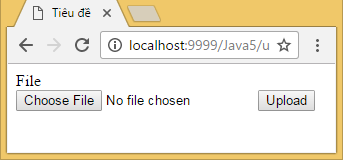 Tiêu đề
localhost:9999/Java5/u
File
Choose File No file chosen Upload